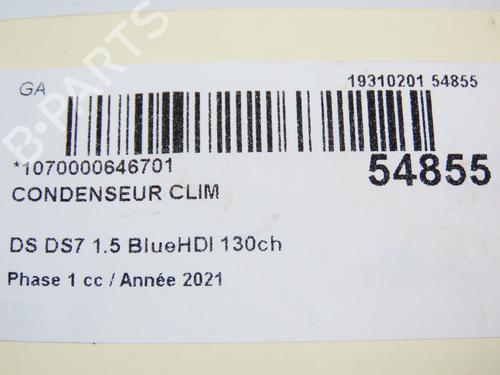 B-PARTS
GA
19310201 54855
*1070000646701
54855
CONDENSEUR CLIM
DS DS7 1.5 BlueHDI 130ch
Phase 1 cc / Année 2021